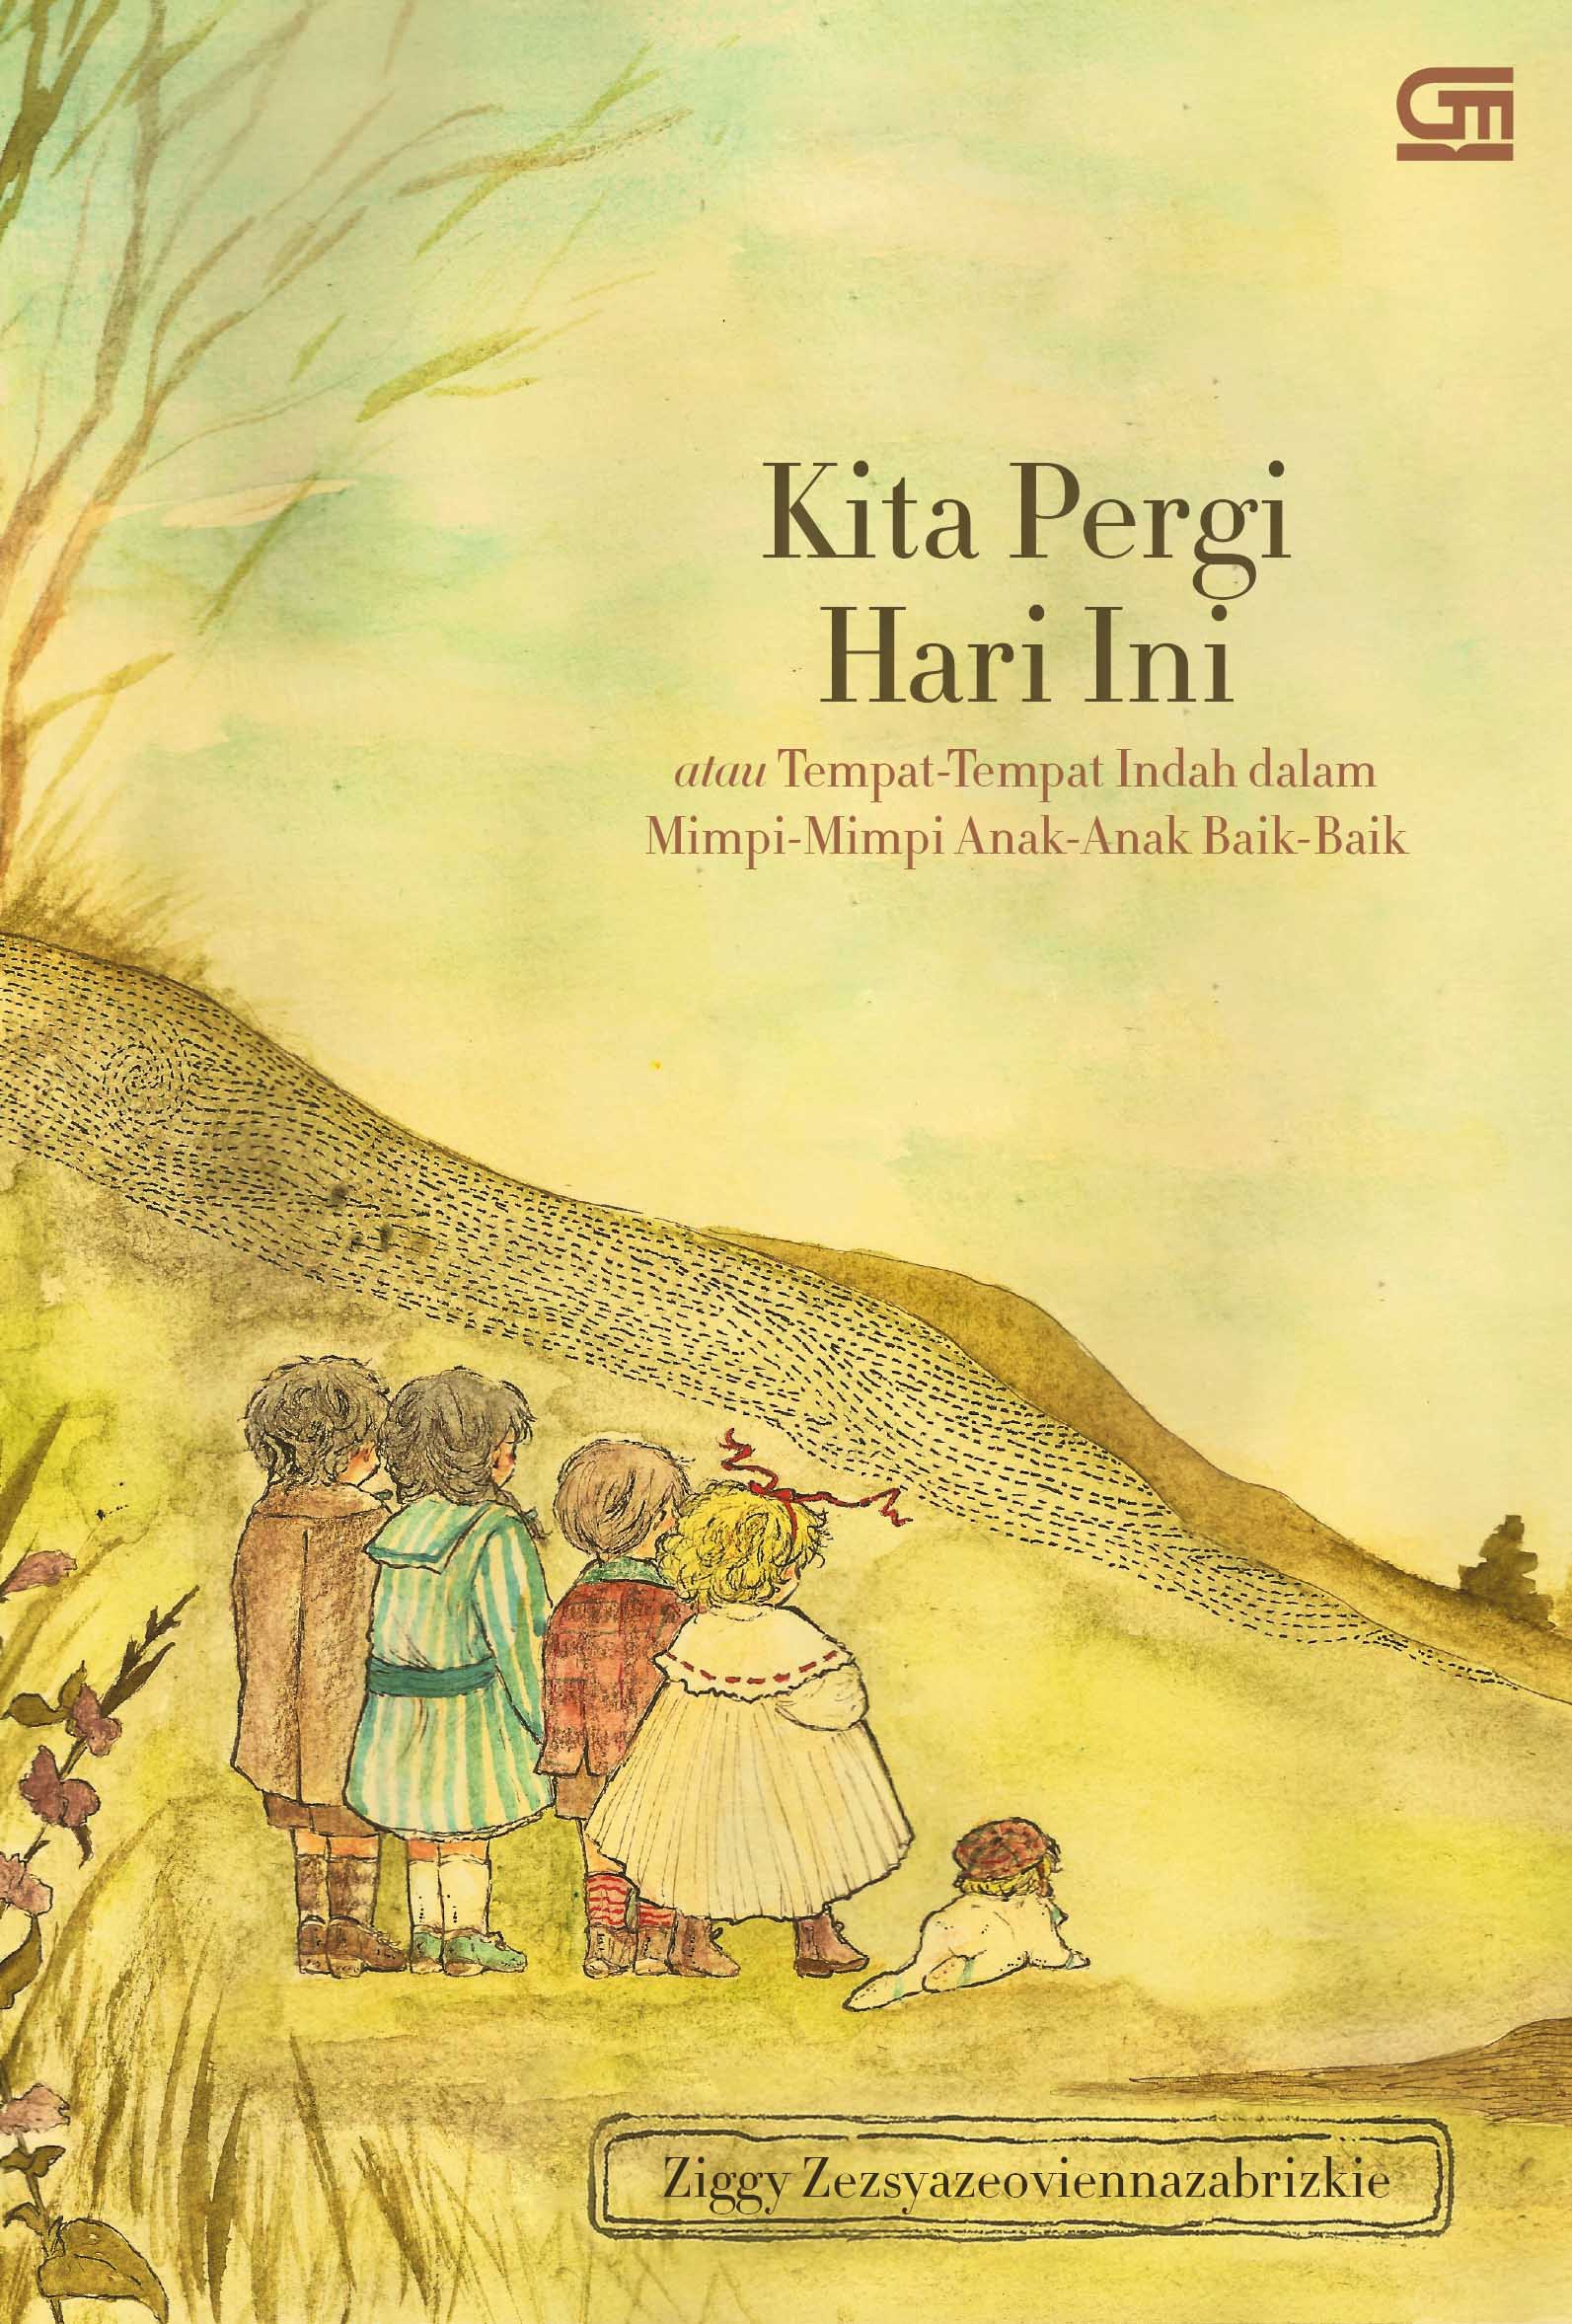 Kita Pergi
Hari Ini
atau Tempat-Tempat Indah dalam
Mimpi-Mimpi Anak-Anak Baik-Baik
Ziggy Zezsyazeoviennazabrizkie